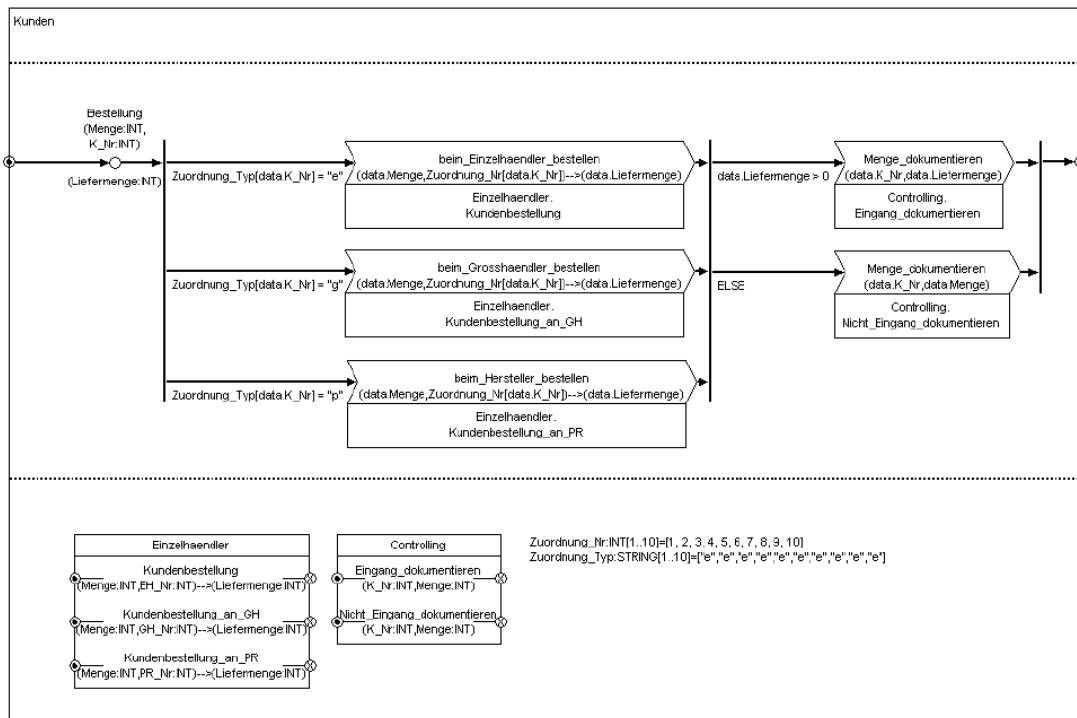 Kunden
Bestellung
(Menge:INT,
K_Nr:INT)
(Liefermenge:INT)
Zuordnung_Typ[data.K_Nr] = "e"
beim_Einzelhaendler_bestellen
(data.Menge,Zuordnung_Nr[data.K_Nr])-->(data.Liefermenge)
Einzelhaendler.
Kundenbestellung
data.Liefermenge > 0
Menge_dokumentieren
(data.K_Nr,data.Liefermenge)
Controlling.
Eingang_dokumentieren
Zuordnung_Typ[data.K_Nr] = "g"
beim_Grosshaendler_bestellen
(data.Menge,Zuordnung_Nr[data.K_Nr])-->(data.Liefermenge)
Einzelhaendler.
Kundenbestellung_an_GH
ELSE
Menge_dokumentieren
(data.K_Nr,data.Menge)
Controlling.
Nicht_Eingang_dokumentieren
Zuordnung_Typ[data.K_Nr] = "p"
beim_Hersteller_bestellen
(data.Menge,Zuordnung_Nr[data.K_Nr])-->(data.Liefermenge)
Einzelhaendler.
Kundenbestellung_an_PR
Einzelhaendler
Kundenbestellung
(Menge:INT,EH_Nr:INT)-->(Liefermenge:INT)
Kundenbestellung_an_GH
(Menge:INT,GH_Nr:INT)-->(Liefermenge:INT)
Kundenbestellung_an_PR
(Menge:INT,PR_Nr:INT)-->(Liefermenge:INT)
Controlling
Eingang_dokumentieren
(K_Nr:INT,Menge:INT)
Nicht_Eingang_dokumentieren
(K_Nr:INT,Menge:INT)
Zuordnung_Nr:INT[1..10]=[1, 2, 3, 4, 5, 6, 7, 8, 9, 10]
Zuordnung_Typ:STRING[1..10]=["e","e","e","e","e","e","e","e","e","e"]